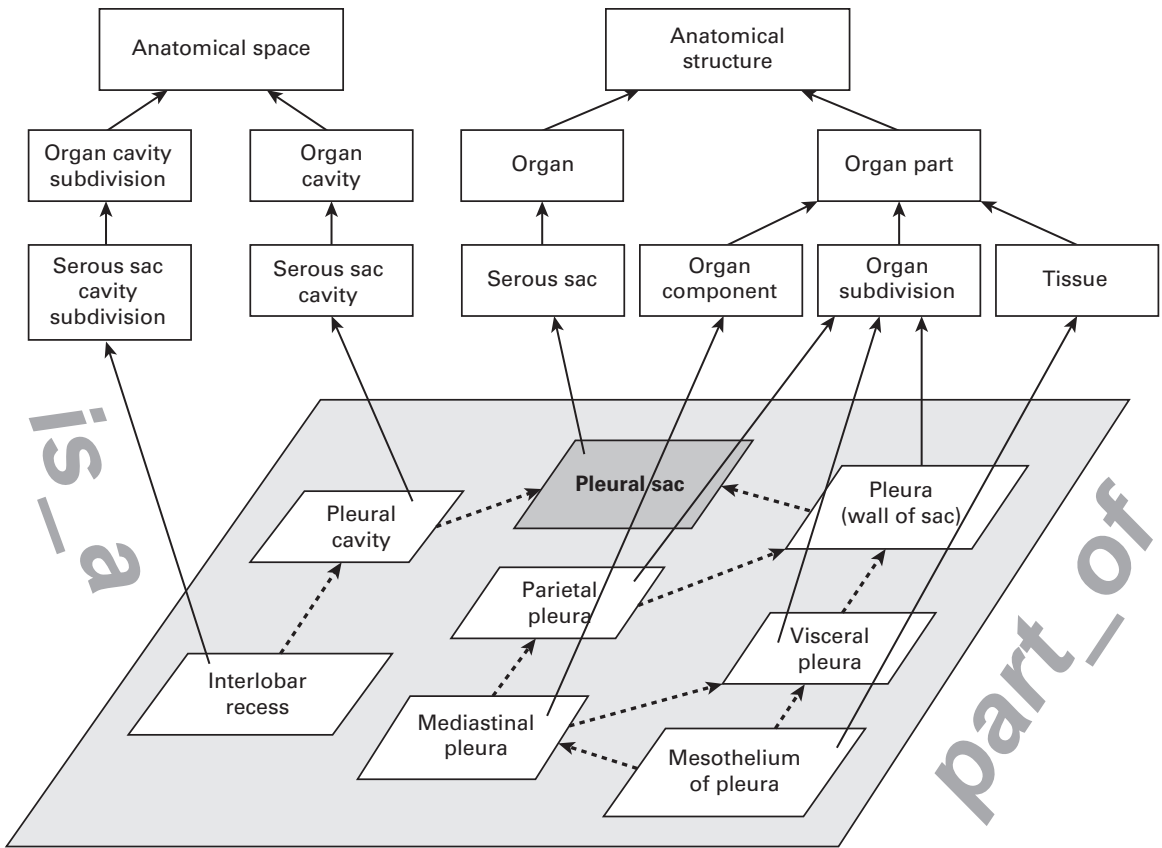 Anatomical space
Anatomical
structure
Organ cavity
subdivision
Organ
cavity
Organ
Organ part
Serous sac
cavity
subdivision
Serous sac
cavity
Serous sac
Organ
component
Organ
subdivision
Tissue
is_a
part_of
Pleural sac
Pleura
(wall of sac)
Pleural
cavity
Parietal
pleura
Visceral
pleura
Interlobar
recess
Mediastinal
pleura
Mesothelium
of pleura